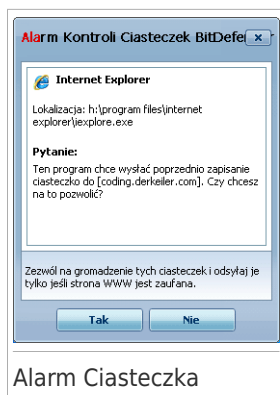 Alarm Kontroli Ciasteczek BitDefe
Internet Explorer
Lokalizacja: h:\program files\internet
explorer\iexplore.exe
Pytanie:
Ten program chce wysłać poprzednio zapisanie
ciasteczko do [coding.derkeiler.com]. Czy chcesz
na to pozwolić?
Zezwól na gromadzenie tych ciasteczek i odsyłaj je
tylko jeśli strona WWW jest zaufana.
Tak
Nie
Alarm Ciasteczka